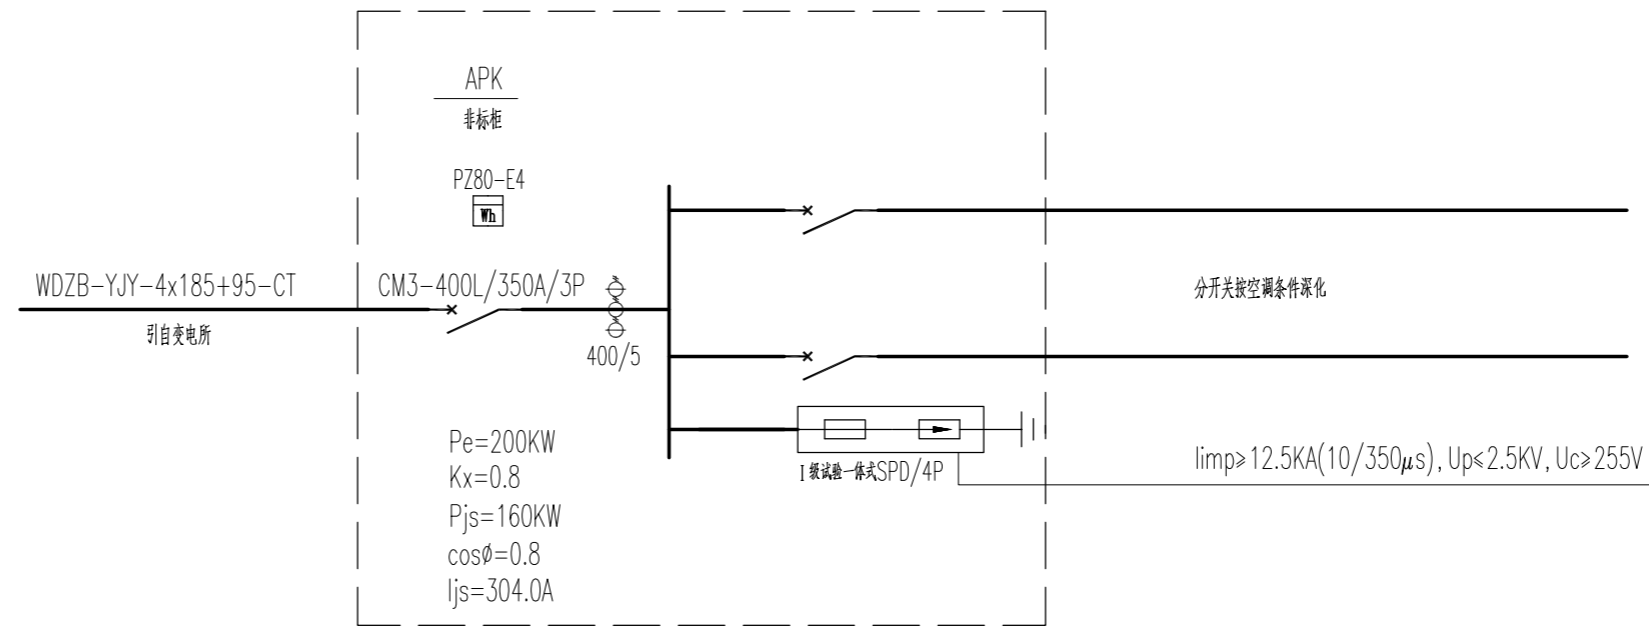 APK
非标柜
PZ80-E4
Wh
WDZB-YJY-4x185+95-CT
引自变电所
CM3-400L/350A/3P
400/5
分开关按空调条件深化
Pe=200KW
Kx=0.8
Pjs=160KW
cosø=0.8
Ijs=304.0A
I级试验一体式SPD/4P
Iimp≥12.5KA(10/350μs),Up≤2.5KV,Uc≥255V